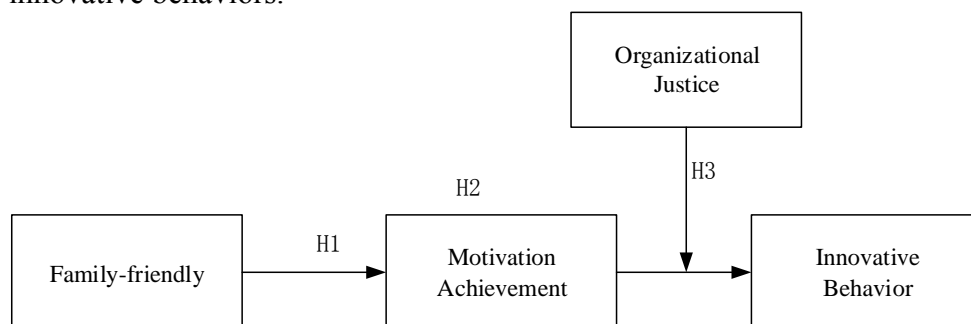 innovative behaviors.
Organizational
Justice
H3
H2
H1
Family-friendly
Motivation
Achievement
Innovative
Behavior